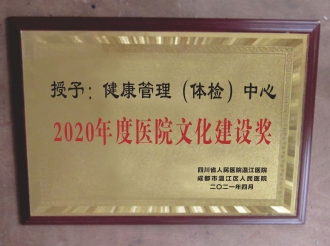 授予：健康管理（体检）中心
2020年度医院文化建设奖
四川省人民医院温江医院
成都市温江区人民医院
二〇二一年四月